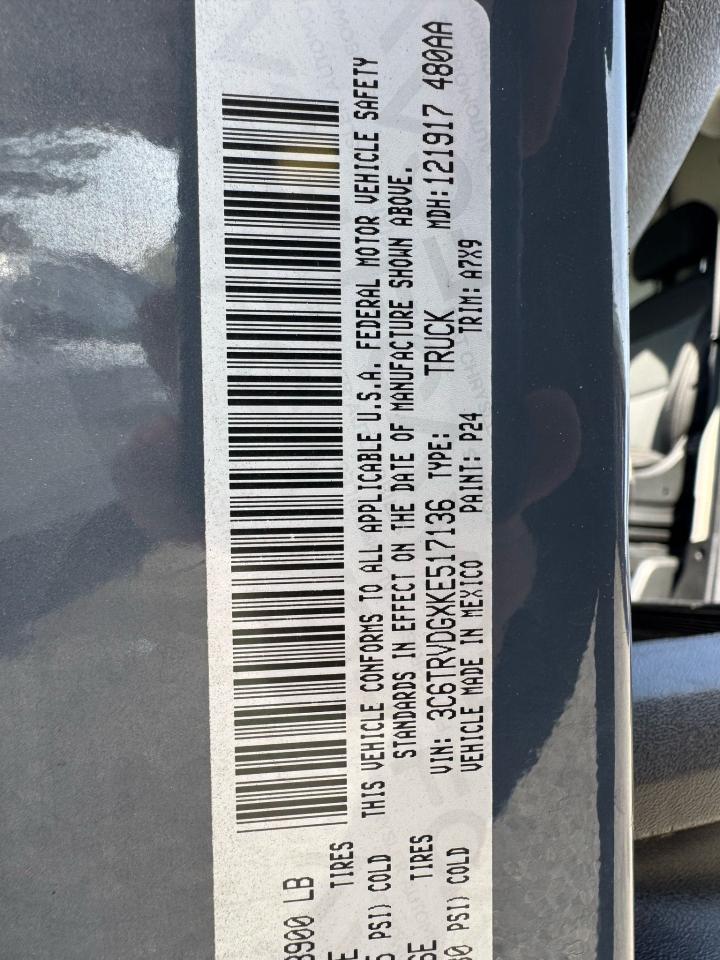 8900 LB
TIRES
PSI) COLD
TIRES
PSI) COLD
THIS VEHICLE CONFORMS TO ALL APPLICABLE U.S.A. FEDERAL MOTOR VEHICLE SAFETY
STANDARDS IN EFFECT ON THE DATE OF MANUFACTURE SHOWN ABOVE.
VIN: 3C6TRVDGXKE517136 TYPE: TRUCK MDH: 121917 480AA
VEHICLE MADE IN MEXICO PAINT: P24 TRIM: A7X9